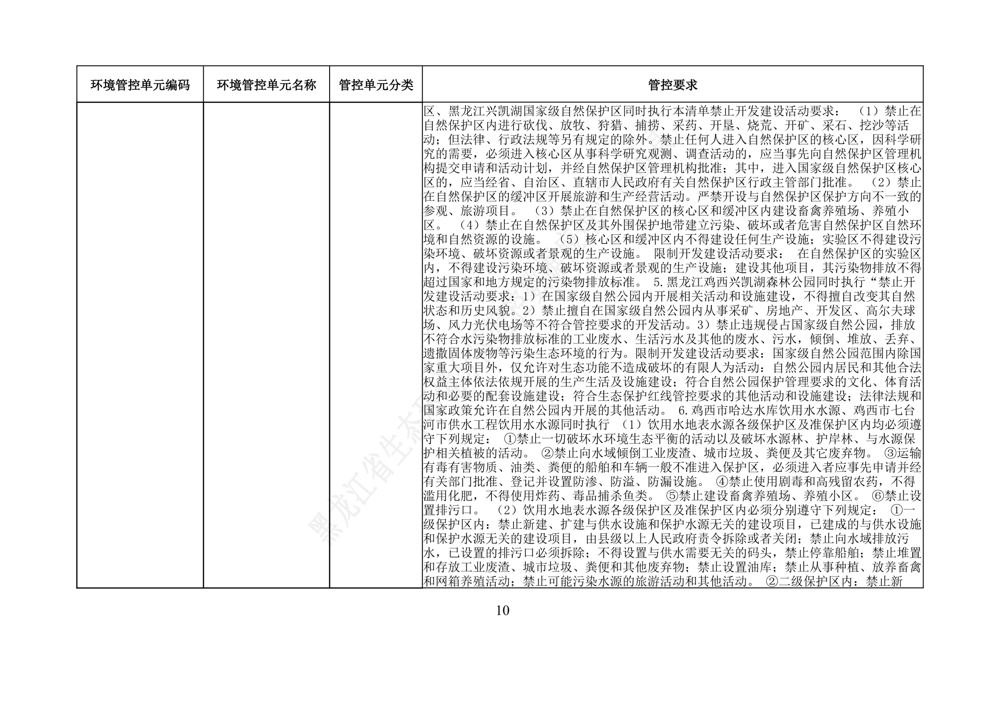 环境管控单元编码 环境管控单元名称 管控单元分类 管控要求
区、黑龙江兴凯湖国家级自然保护区同时执行本清单禁止开发建设活动要求： （1）禁止在
自然保护区内进行砍伐、放牧、狩猎、捕捞、采药、开垦、烧荒、开矿、采石、挖沙等活
动；但法律、行政法规等另有规定的除外。禁止任何人进入自然保护区的核心区，因科学研
究的需要，必须进入核心区从事科学研究观测、调查活动的，应当事先向自然保护区管理机
构提交申请和活动计划，并经自然保护区管理机构批准；其中，进入国家级自然保护区核心
区的，应当经省、自治区、直辖市人民政府有关自然保护区行政主管部门批准。 （2）禁止
在自然保护区的缓冲区开展旅游和生产经营活动。严禁开设与自然保护区保护方向不一致的
参观、旅游项目。 （3）禁止在自然保护区的核心区和缓冲区内建设畜禽养殖场、养殖小
区。 （4）禁止在自然保护区及其外围保护地带建立污染、破坏或者危害自然保护区自然环
境和自然资源的设施。 （5）核心区和缓冲区内不得建设任何生产设施；实验区不得建设污
染环境、破坏资源或者景观的生产设施。 限制开发建设活动要求： 在自然保护区的实验区
内，不得建设污染环境、破坏资源或者景观的生产设施；建设其他项目，其污染物排放不得
超过国家和地方规定的污染物排放标准。 5.黑龙江鸡西兴凯湖森林公园同时执行“禁止开
发建设活动要求：1）在国家级自然公园内开展相关活动和设施建设，不得擅自改变其自然
状态和历史风貌。2）禁止擅自在国家级自然公园内从事采矿、房地产、开发区、高尔夫球
场、风力光伏电场等不符合管控要求的开发活动。3）禁止违规侵占国家级自然公园，排放
不符合水污染物排放标准的工业废水、生活污水及其他的废水、污水，倾倒、堆放、丢弃、
遗撒固体废物等污染生态环境的行为。限制开发建设活动要求：国家级自然公园范围内除国
家重大项目外，仅允许对生态功能不造成破坏的有限人为活动：自然公园内居民和其他合法
权益主体依法依规开展的生产生活及设施建设；符合自然公园保护管理要求的文化、体育活
动和必要的配套设施建设；符合生态保护红线管控要求的其他活动和设施建设；法律法规和
国家政策允许在自然公园内开展的其他活动。 6.鸡西市哈达水库饮用水水源、鸡西市七台
河市供水工程饮用水水源同时执行 （1）饮用水地表水源各级保护区及准保护区内均必须遵
守下列规定： ①禁止一切破坏水环境生态平衡的活动以及破坏水源林、护岸林、与水源保
护相关植被的活动。 ②禁止向水域倾倒工业废渣、城市垃圾、粪便及其它废弃物。 ③运输
有毒有害物质、油类、粪便的船舶和车辆一般不准进入保护区，必须进入者应事先申请并经
有关部门批准、登记并设置防渗、防溢、防漏设施。 ④禁止使用剧毒和高残留农药，不得
滥用化肥，不得使用炸药、毒品捕杀鱼类。 ⑤禁止建设畜禽养殖场、养殖小区。 ⑥禁止设
置排污口。 （2）饮用水地表水源各级保护区及准保护区内必须分别遵守下列规定： ①一
级保护区内：禁止新建、扩建与供水设施和保护水源无关的建设项目，已建成的与供水设施
和保护水源无关的建设项目，由县级以上人民政府责令拆除或者关闭；禁止向水域排放污
水，已设置的排污口必须拆除；不得设置与供水需要无关的码头，禁止停靠船舶；禁止堆置
和存放工业废渣、城市垃圾、粪便和其他废弃物；禁止设置油库；禁止从事种植、放养畜禽
和网箱养殖活动；禁止可能污染水源的旅游活动和其他活动。 ②二级保护区内：禁止新
黑龙江省生态环
10